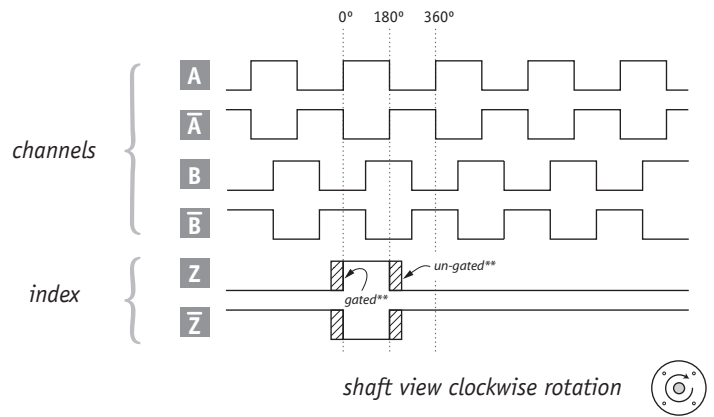 0º 180º 360º
A
A̅
channels
B
B̅
Z
un-gated**
index
gated**
Z̅
shaft view clockwise rotation